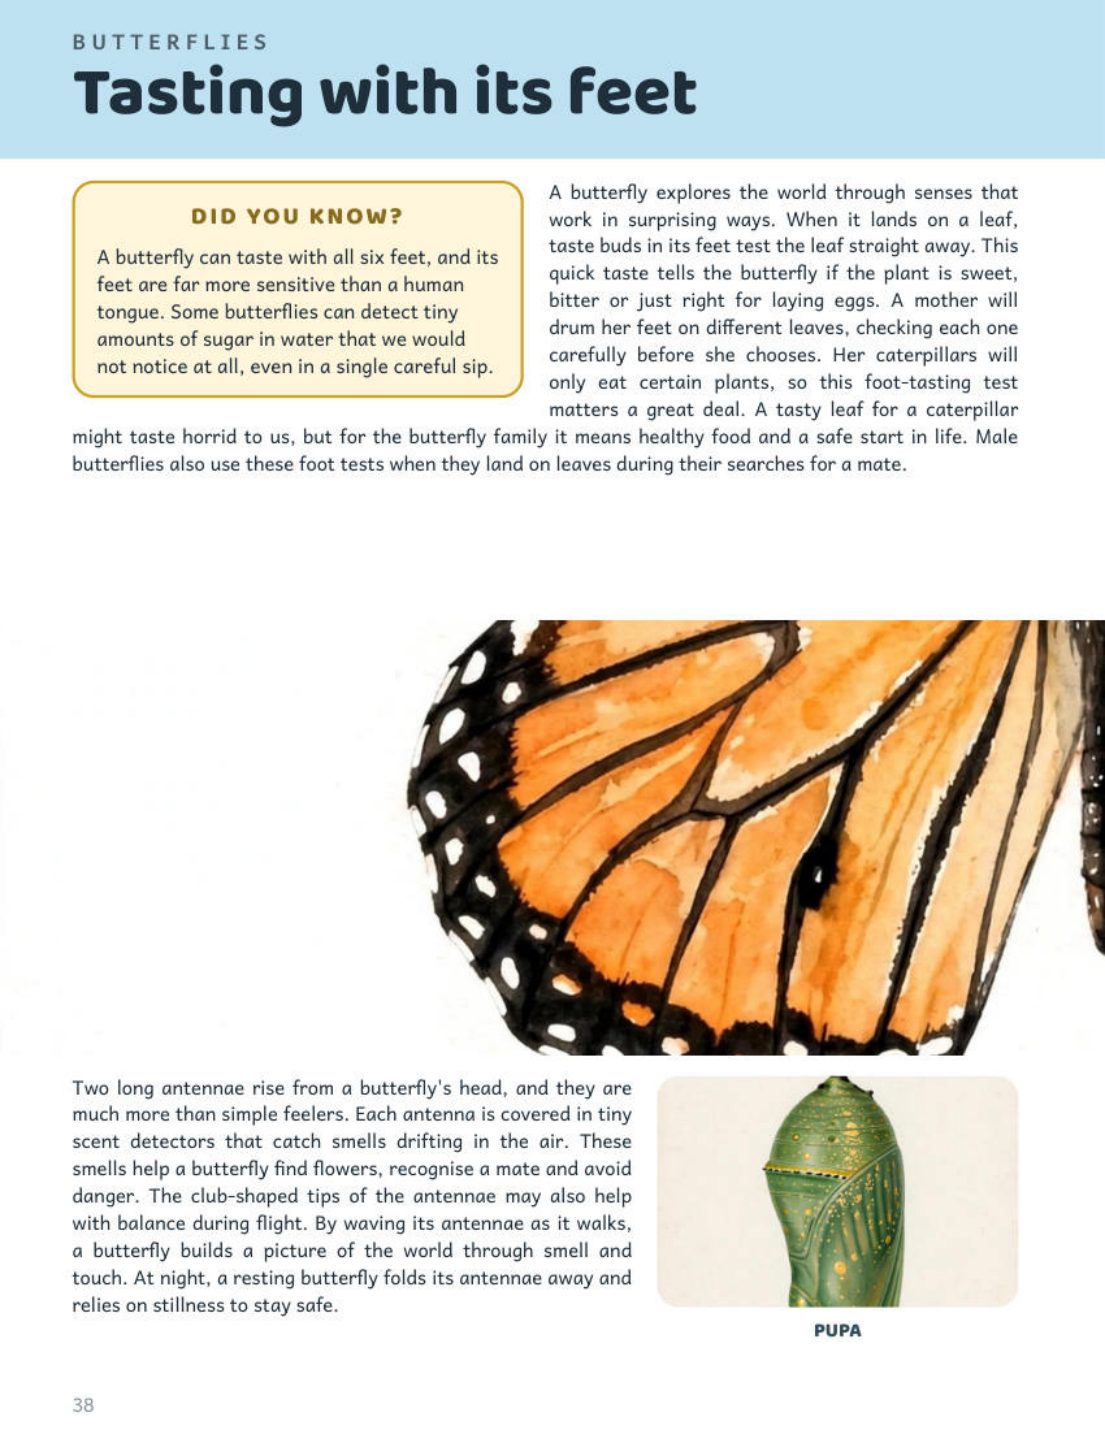 BUTTERFLIES
Tasting with its feet
DID YOU KNOW?
A butterfly can taste with all six feet, and its
feet are far more sensitive than a human
tongue. Some butterflies can detect tiny
amounts of sugar in water that we would
not notice at all, even in a single careful sip.
A butterfly explores the world through senses that
work in surprising ways. When it lands on a leaf,
taste buds in its feet test the leaf straight away. This
quick taste tells the butterfly if the plant is sweet,
bitter or just right for laying eggs. A mother will
drum her feet on different leaves, checking each one
carefully before she chooses. Her caterpillars will
only eat certain plants, so this foot-tasting test
matters a great deal. A tasty leaf for a caterpillar
might taste horrid to us, but for the butterfly family it means healthy food and a safe start in life. Male
butterflies also use these foot tests when they land on leaves during their searches for a mate.
Two long antennae rise from a butterfly's head, and they are
much more than simple feelers. Each antenna is covered in tiny
scent detectors that catch smells drifting in the air. These
smells help a butterfly find flowers, recognise a mate and avoid
danger. The club-shaped tips of the antennae may also help
with balance during flight. By waving its antennae as it walks,
a butterfly builds a picture of the world through smell and
touch. At night, a resting butterfly folds its antennae away and
relies on stillness to stay safe.
PUPA
38